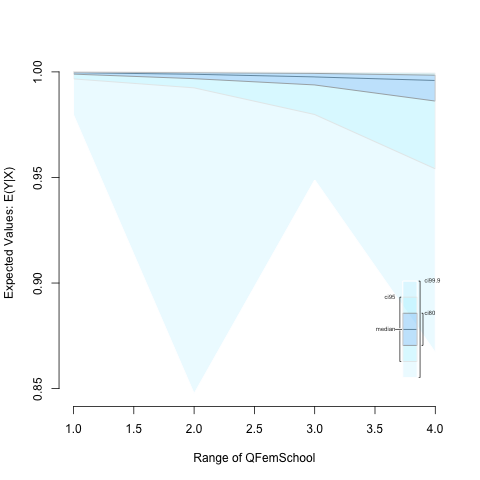 Expected Values: E(Y|X)
1.00
0.95
0.90
0.85
ci99.9
ci95
ci80
median
1.0 1.5 2.0 2.5 3.0 3.5 4.0
Range of QFemSchool